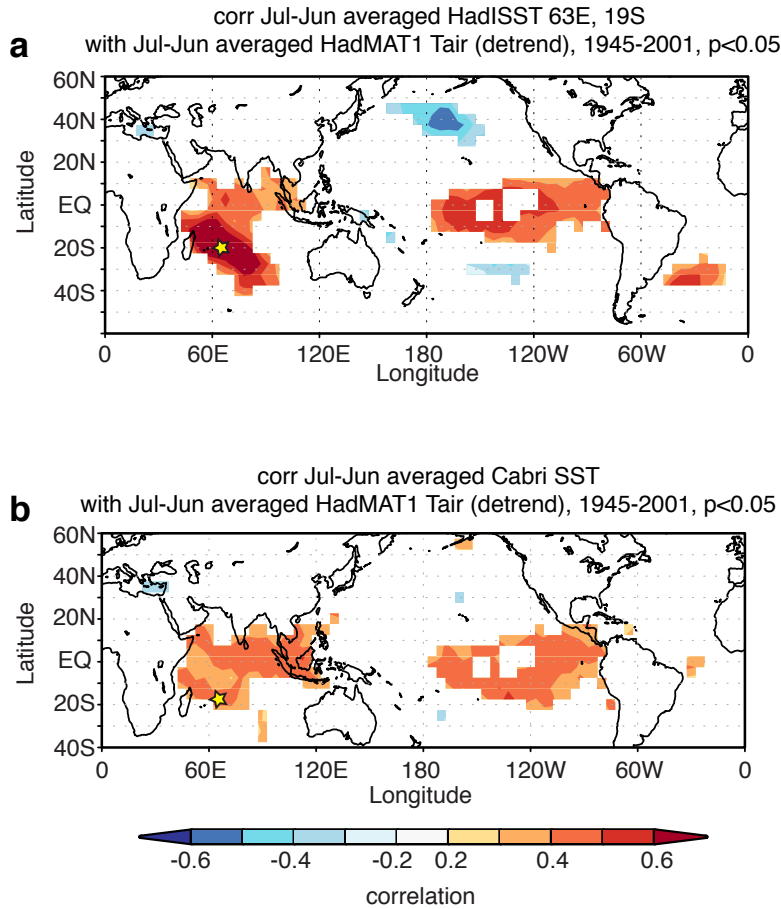 corr Jul-Jun averaged HadISST 63E, 19S
with Jul-Jun averaged HadMAT1 Tair (detrend), 1945-2001, p<0.05
a
60N
40N
20N
EQ
20S
40S
Latitude
0 60E 120E 180 120W 60W 0
Longitude
corr Jul-Jun averaged Cabri SST
with Jul-Jun averaged HadMAT1 Tair (detrend), 1945-2001, p<0.05
b
60N
40N
20N
EQ
20S
40S
Latitude
0 60E 120E 180 120W 60W 0
Longitude
-0.6 -0.4 -0.2 0.2 0.4 0.6
correlation